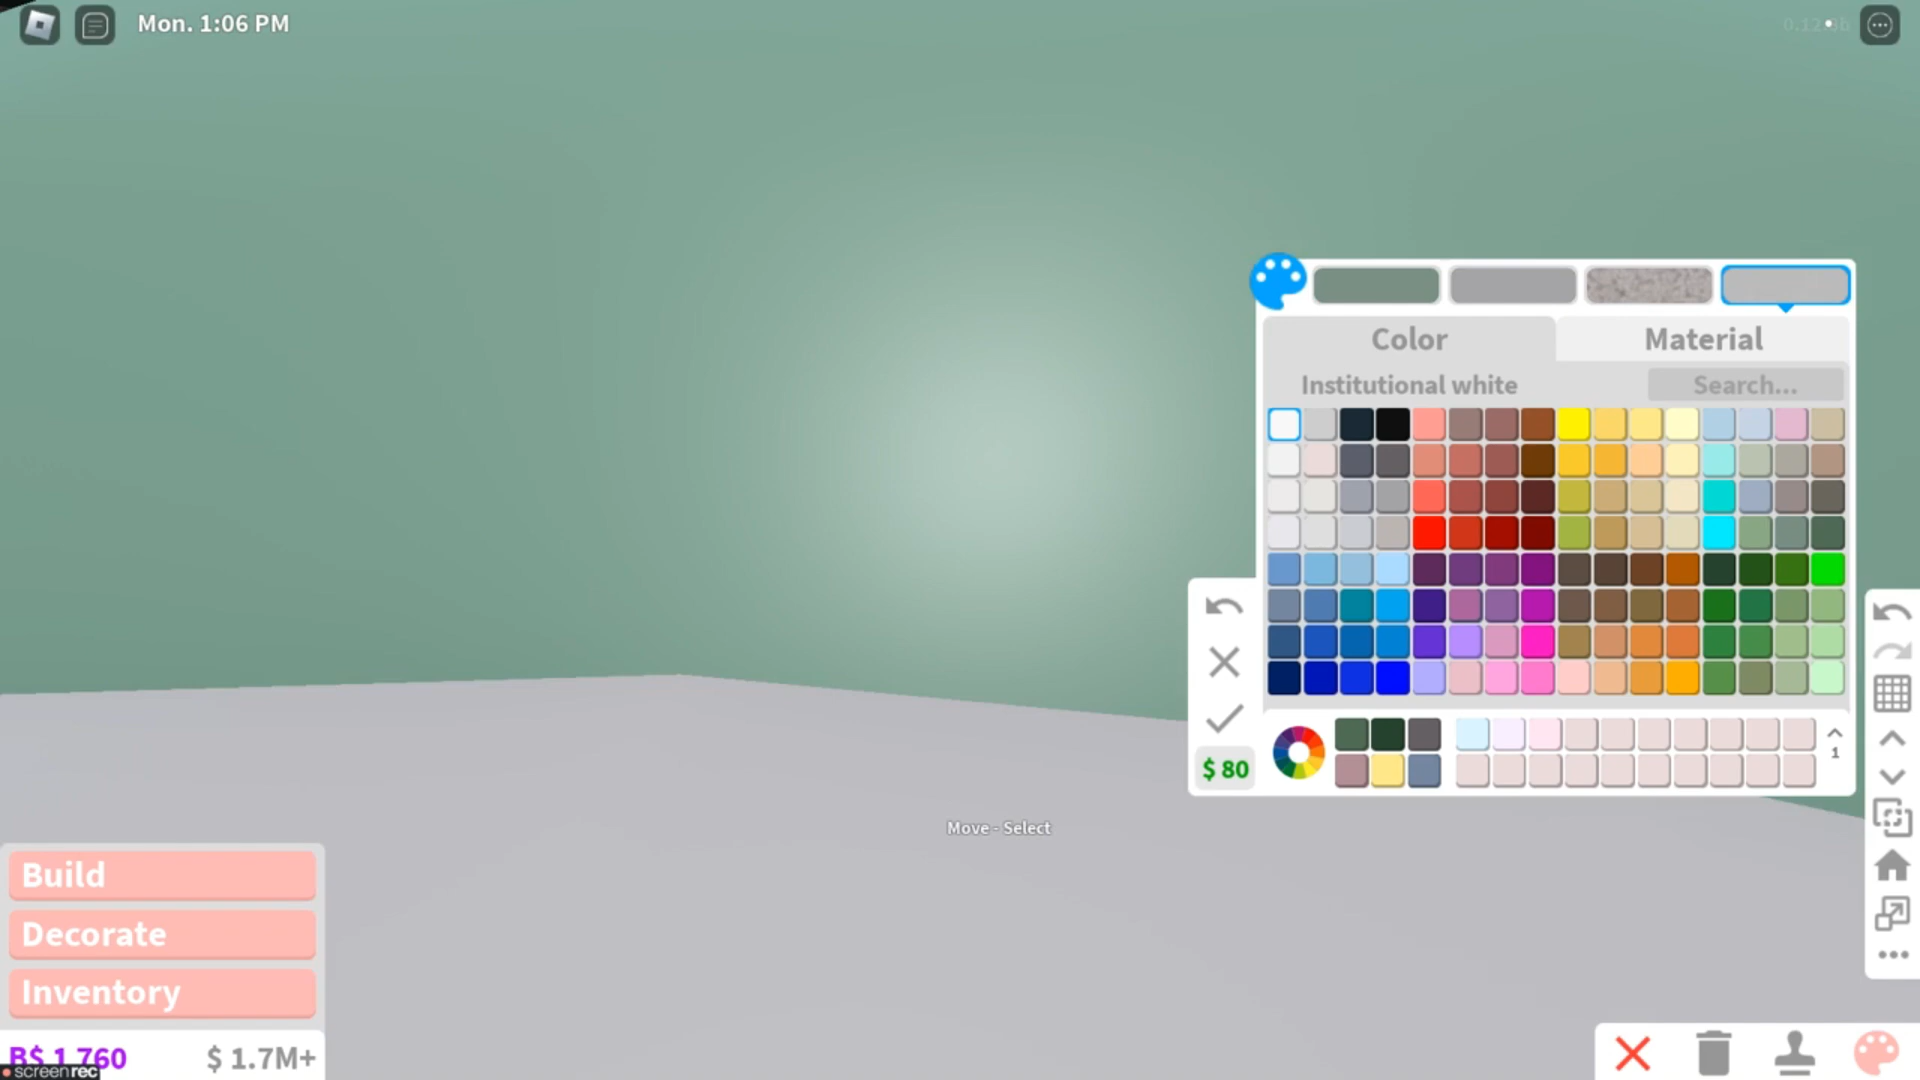 Mon. 1:06 PM
Color
Material
Institutional white
Search...
1
$ 80
Move - Select
Build
Decorate
Inventory
B$ 1,760
$ 1.7M+
screenrec